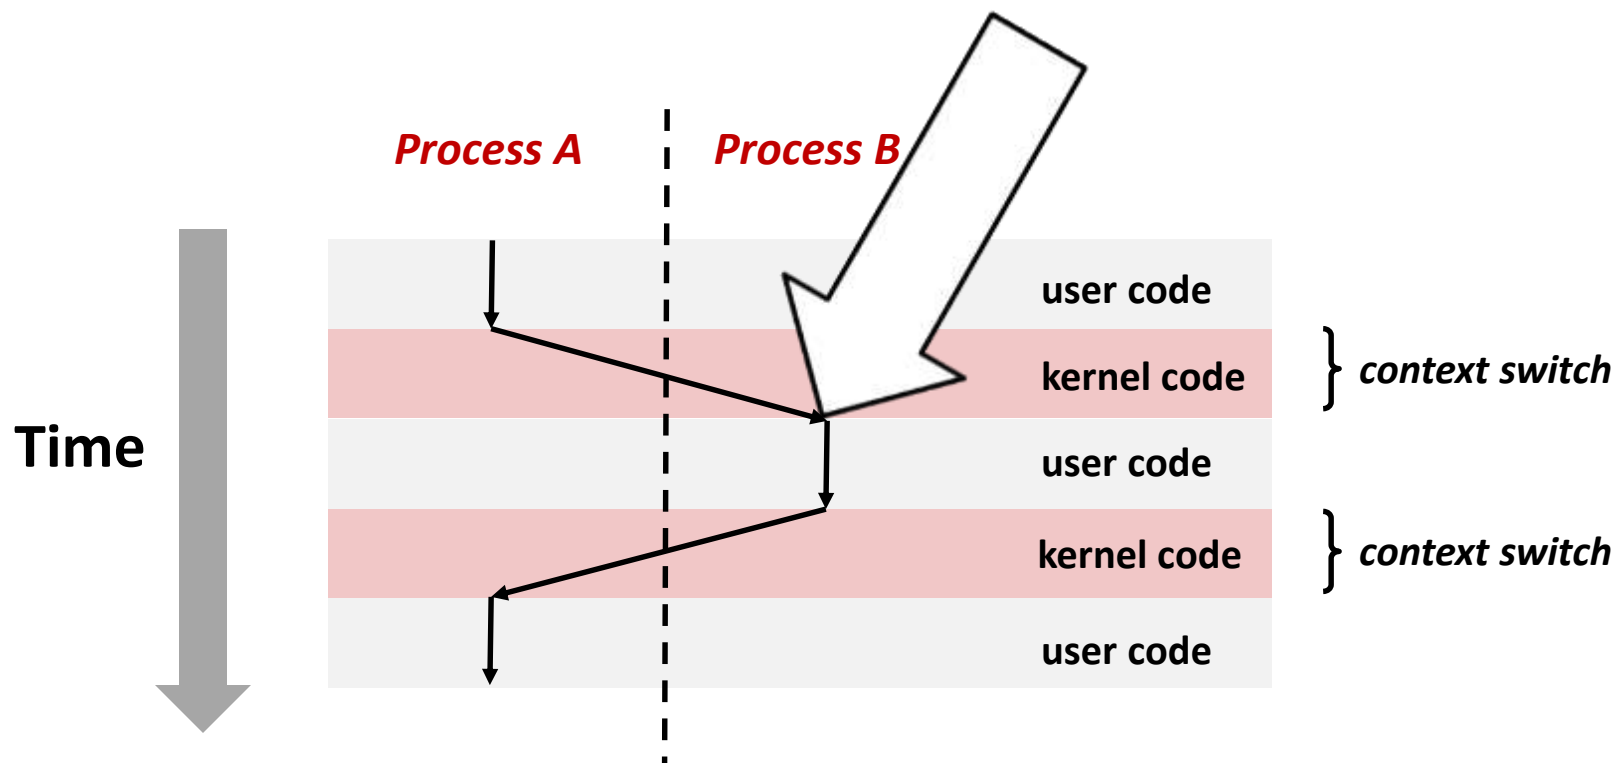 Process A
Process B
user code
kernel code
context switch
Time
user code
kernel code
context switch
user code